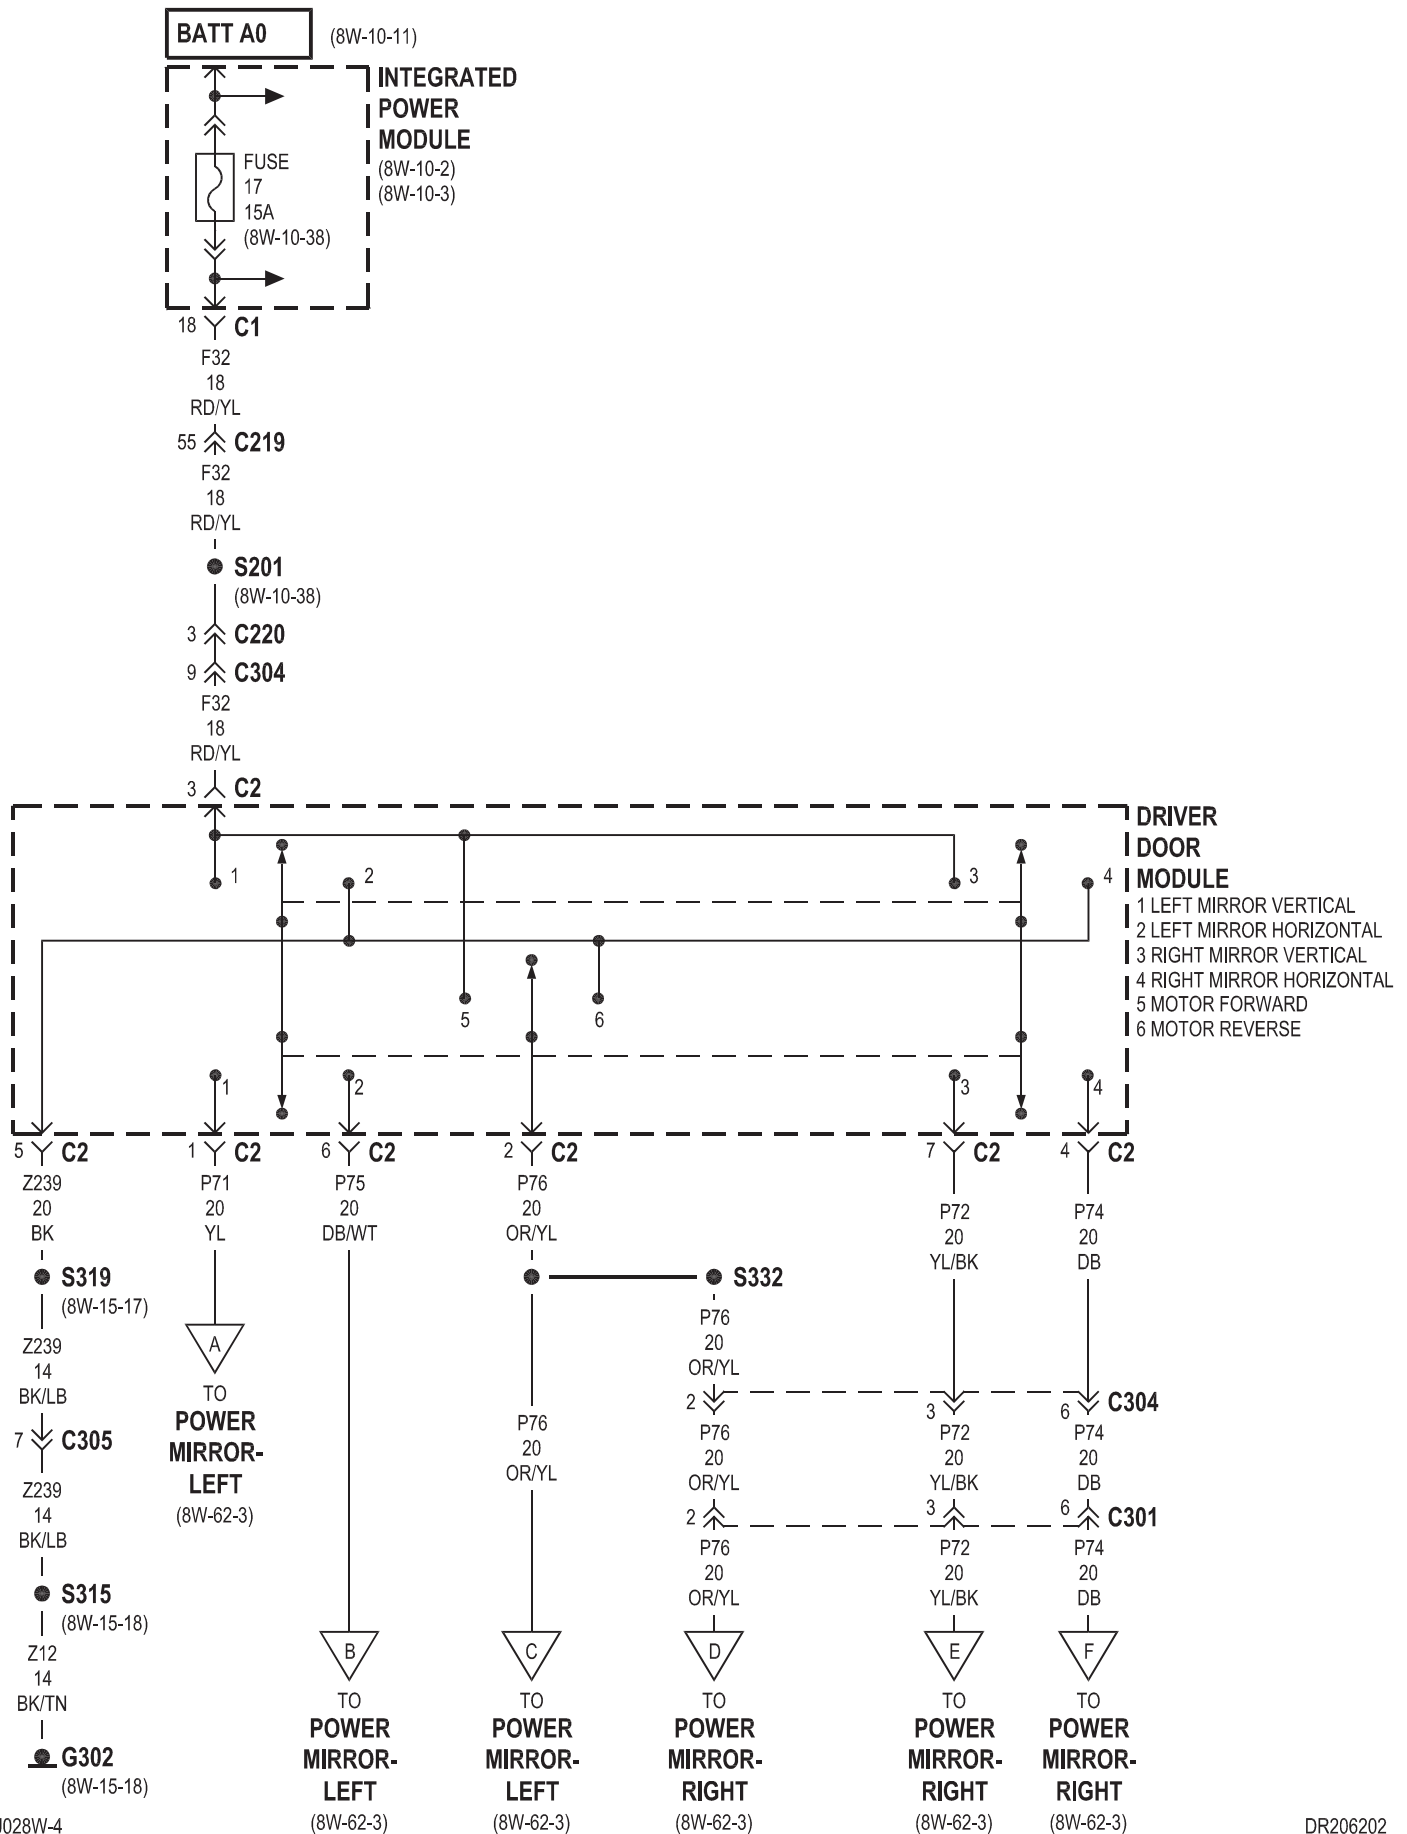 BATT A0 (8W-10-11)
INTEGRATED
POWER
MODULE
(8W-10-2)
(8W-10-3)
FUSE
17
15A
(8W-10-38)
18 C1
F32
18
RD/YL
55 C219
F32
18
RD/YL
S201
(8W-10-38)
3 C220
9 C304
F32
18
RD/YL
3 C2
DRIVER
DOOR
MODULE
1 LEFT MIRROR VERTICAL
2 LEFT MIRROR HORIZONTAL
3 RIGHT MIRROR VERTICAL
4 RIGHT MIRROR HORIZONTAL
5 MOTOR FORWARD
6 MOTOR REVERSE
1 2 3 4
5 6
1 2 3 4
5 C2 1 C2 6 C2 2 C2 7 C2 4 C2
Z239
20
BK
S319
(8W-15-17)
Z239
14
BK/LB
7 C305
Z239
14
BK/LB
S315
(8W-15-18)
Z12
14
BK/TN
G302
(8W-15-18)
P71
20
YL
A
TO
POWER
MIRROR-
LEFT
(8W-62-3)
P75
20
DB/WT
B
TO
POWER
MIRROR-
LEFT
(8W-62-3)
P76
20
OR/YL
P76
20
OR/YL
C
TO
POWER
MIRROR-
LEFT
(8W-62-3)
S332
P76
20
OR/YL
2
P76
20
OR/YL
2
P76
20
OR/YL
D
TO
POWER
MIRROR-
RIGHT
(8W-62-3)
P72
20
YL/BK
3
P72
20
YL/BK
3
P72
20
YL/BK
E
TO
POWER
MIRROR-
RIGHT
(8W-62-3)
P74
20
DB
6 C304
P74
20
DB
6 C301
P74
20
DB
F
TO
POWER
MIRROR-
RIGHT
(8W-62-3)
J028W-4
DR206202